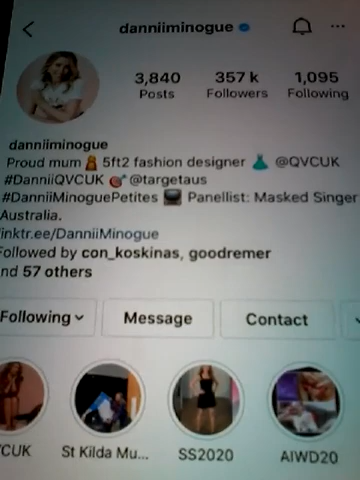 danniiminogue
3,840 357 k 1,095
Posts Followers Following
danniiminogue
Proud mum 5ft2 fashion designer @QVCUK
#DanniiQVCUK @targetaus
#DanniiMinoguePetites Panellist: Masked Singer
Australia.
inktr.ee/DanniiMinogue
Followed by con_koskinas, goodremer
nd 57 others
Following Message Contact
CUK St Kilda Mu... SS2020 AIWD20